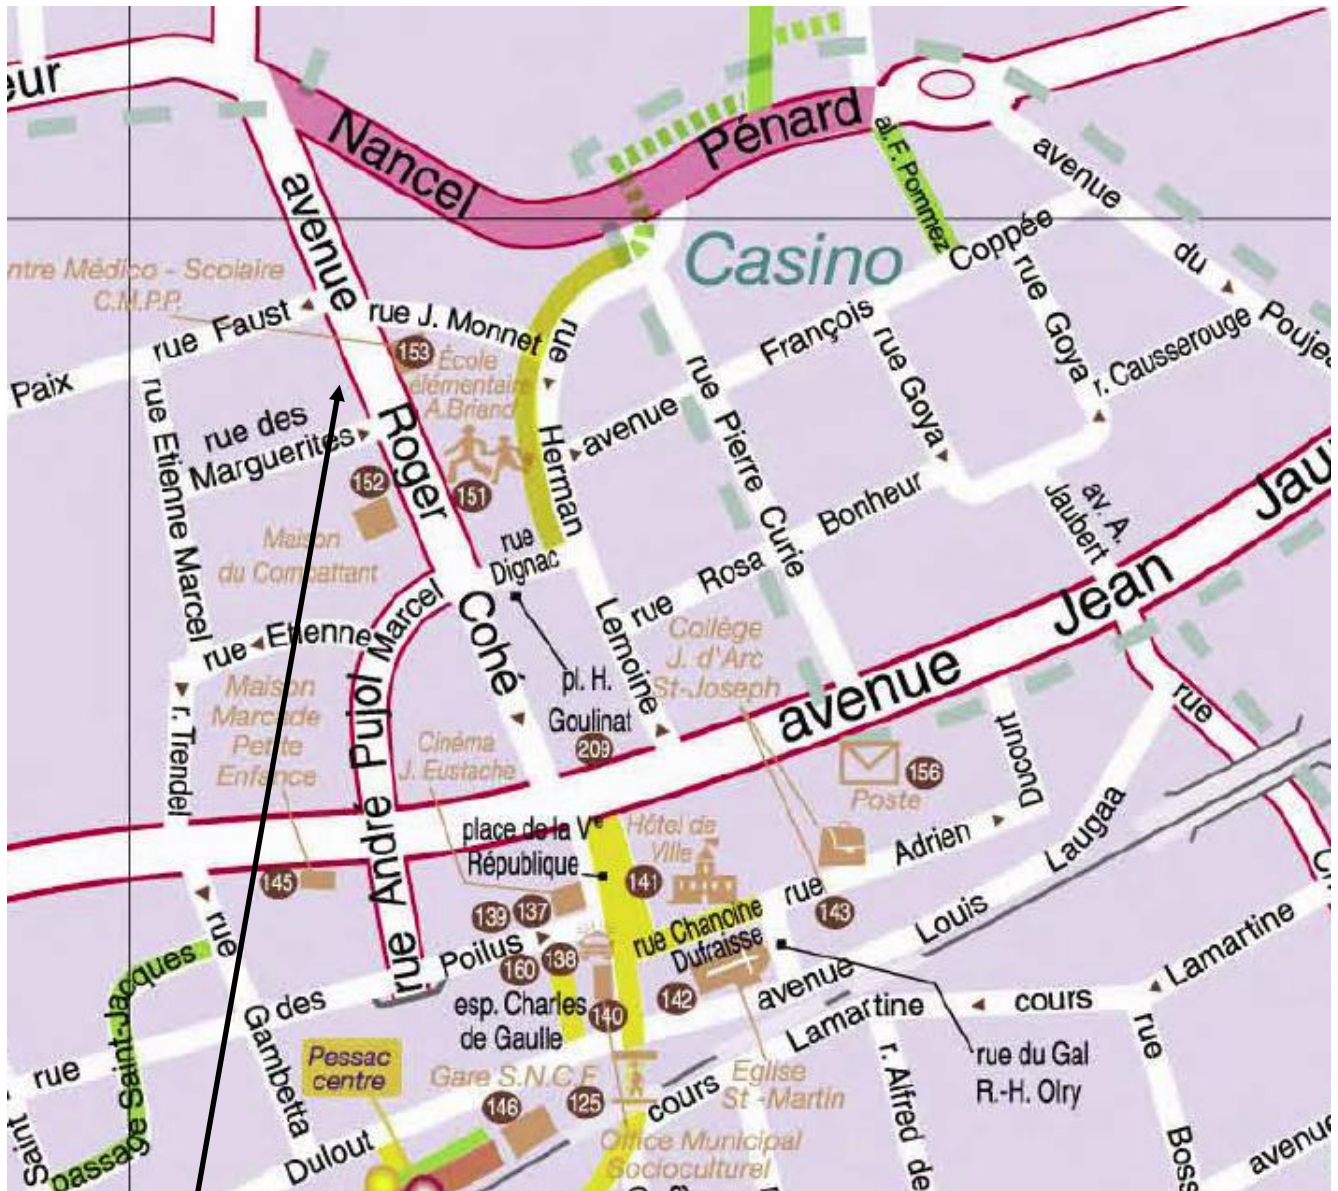 eur
Nancel
Pénard
al. F. Pommez
avenue
du
Poujea
avenue
Roger
Cohé
Casino
ntre Médico - Scolaire
C.M.P.P.
rue Faust
rue J. Monnet
Paix
153
École
élémentaire
A.Briand
rue
Herman
Lemoine
avenue
François
Coppée
rue Goya
rue Goya
r. Causserouge
rue Pierre Curie
rue des
Marguerites
rue Etienne Marcel
152
151
Maison
du Combattant
rue
Dignac
rue Rosa Bonheur
av. A.
Jaubert
avenue
Jean
Jau
rue Etienne Marcel
Collège
J. d'Arc
St-Joseph
pl. H.
Goulinat
209
Maison
Marcade
Petite
Enfance
r. Trendel
rue André Pujol
Cinéma
J. Eustache
156
Poste
Ducourt
rue
Laugaa
place de la Ve
République
Hôtel de
Ville
141
145
139
137
143
rue Adrien
rue Chanoine
Dufraisse
rue
Gambetta
rue des Poilus
160
138
esp. Charles
de Gaulle
140
142
avenue Louis
cours Lamartine
cours
Lamartine
rue
Boss
passage Saint-Jacques
Saint
Pessac
centre
Gare S.N.C.F
146
125
Eglise
St -Martin
rue du Gal
R.-H. Olry
r. Alfred de
Dulout
Office Municipal
Socioculturel
avenue